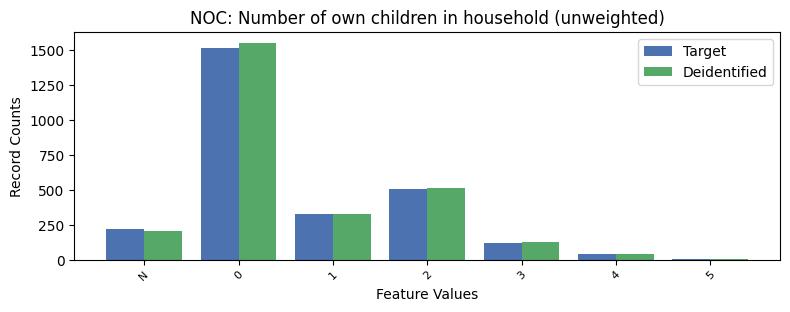 NOC: Number of own children in household (unweighted)
Target
Deidentified
Record Counts
1500
1250
1000
750
500
250
0
N 0 1 2 3 4 5
Feature Values